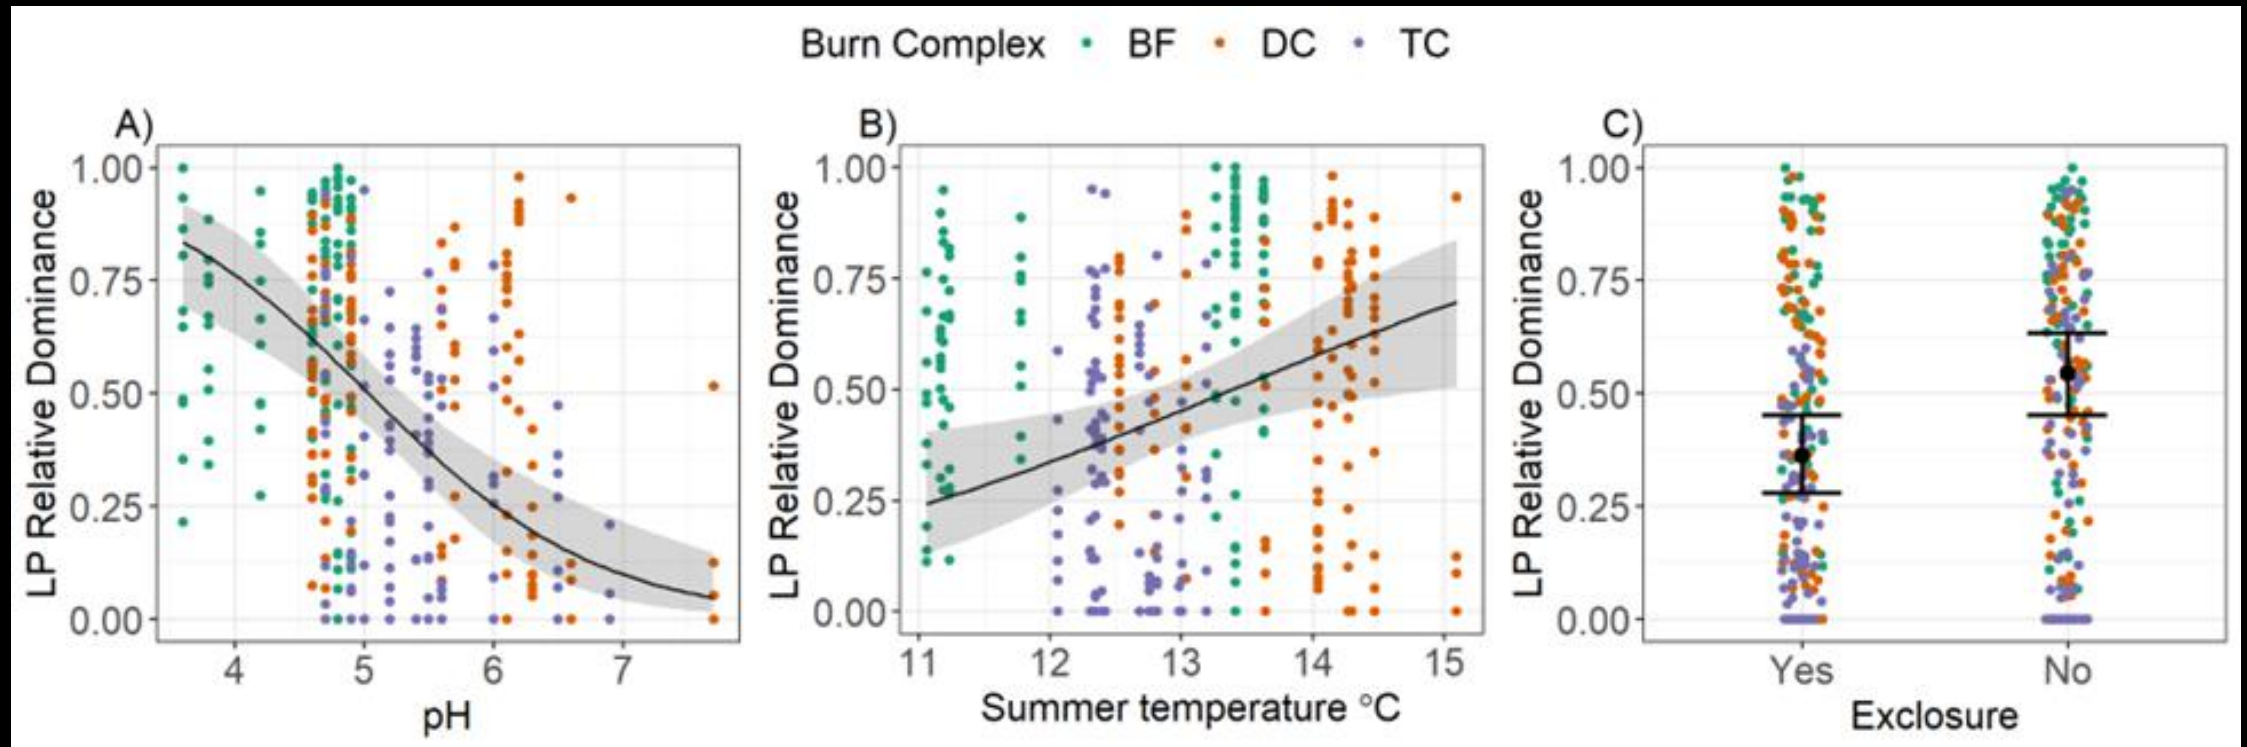 Burn Complex BF DC TC
A)
LP Relative Dominance
1.00
0.75
0.50
0.25
0.00
4 5 6 7
pH
B)
LP Relative Dominance
1.00
0.75
0.50
0.25
0.00
11 12 13 14 15
Summer temperature °C
C)
LP Relative Dominance
1.00
0.75
0.50
0.25
0.00
Yes No
Exclosure